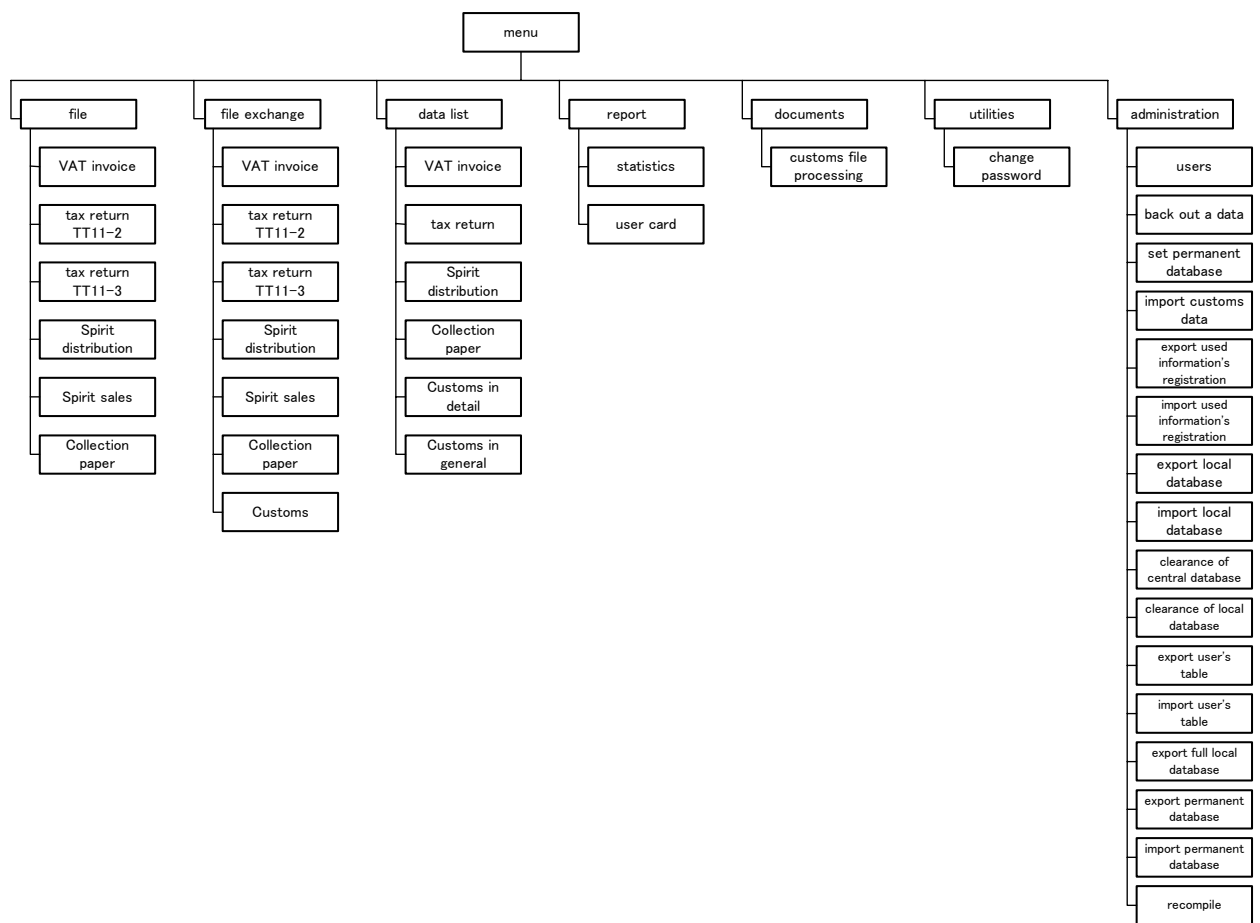 menu
file
VAT invoice
tax return
TT11-2
tax return
TT11-3
Spirit
distribution
Spirit sales
Collection
paper
file exchange
VAT invoice
tax return
TT11-2
tax return
TT11-3
Spirit
distribution
Spirit sales
Collection
paper
Customs
data list
VAT invoice
tax return
Spirit
distribution
Collection
paper
Customs in
detail
Customs in
general
report
statistics
user card
documents
customs file
processing
utilities
change
password
administration
users
back out a data
set permanent
database
import customs
data
export used
information's
registration
import used
information's
registration
export local
database
import local
database
clearance of
central database
clearance of local
database
export user's
table
import user's
table
export full local
database
export permanent
database
import permanent
database
recompile